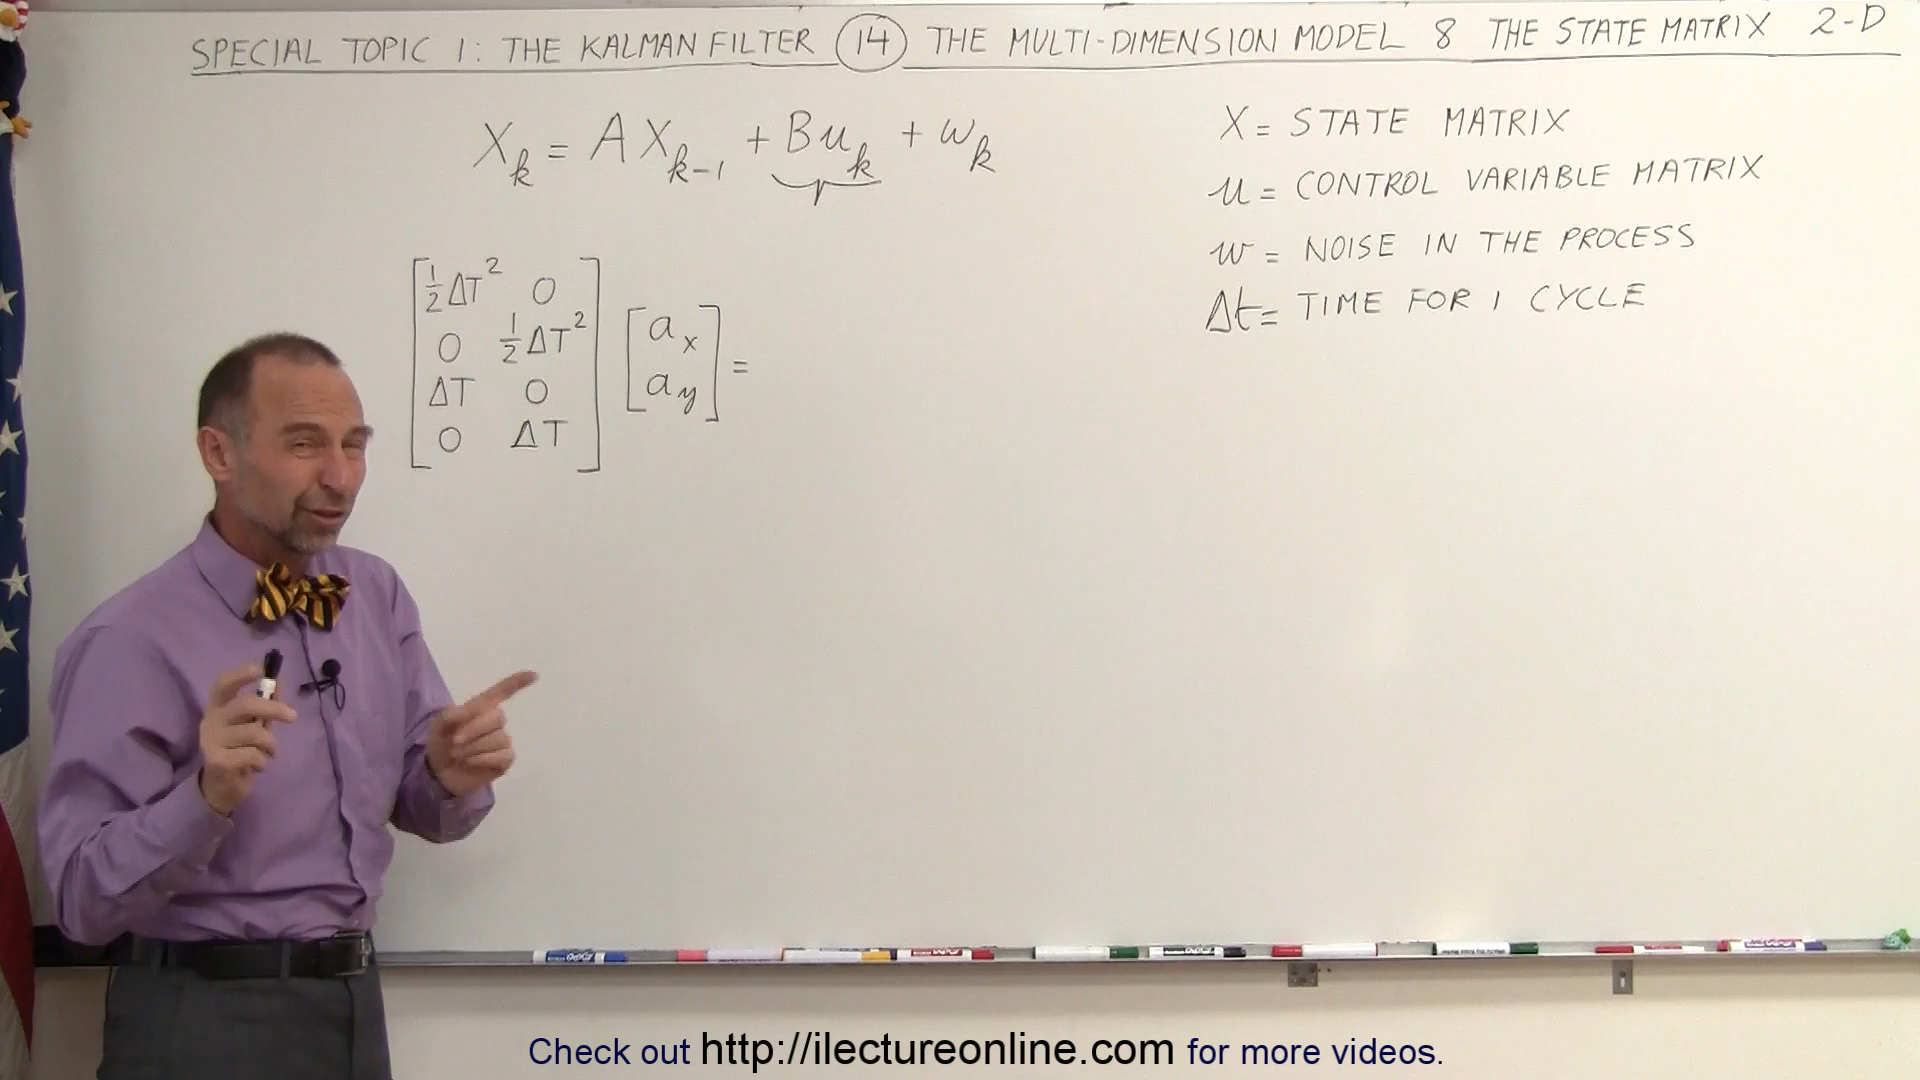 SPECIAL TOPIC 1: THE KALMAN FILTER 14 THE MULTI-DIMENSION MODEL 8 THE STATE MATRIX 2-D
X_k = A X_{k-1} + B u_k + w_k
X = STATE MATRIX
u = CONTROL VARIABLE MATRIX
w = NOISE IN THE PROCESS
Δt = TIME FOR 1 CYCLE
[ ½ΔT² 0
0 ½ΔT²
ΔT 0
0 ΔT ]
[ a_x
a_y ] =
Check out http://ilectureonline.com for more videos.